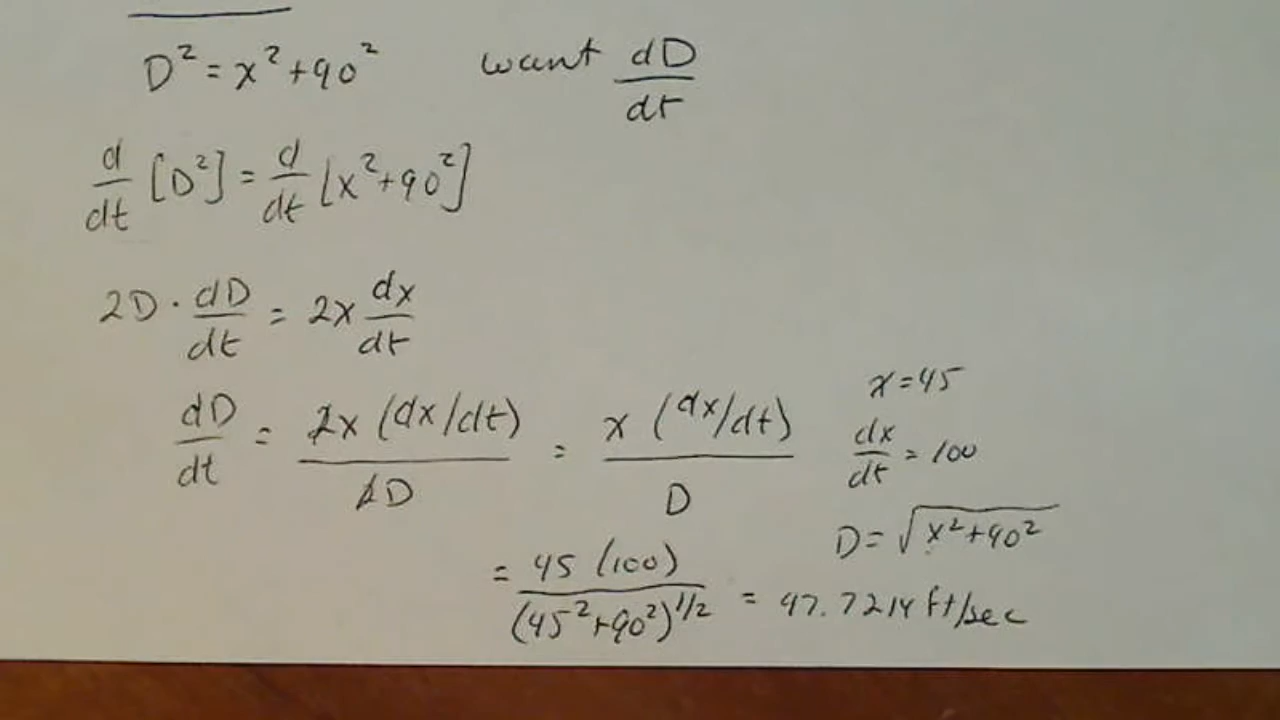 D² = x² + 90² want dD/dt
d/dt [D²] = d/dt [x² + 90²]
2D · dD/dt = 2x dx/dt
dD/dt = 2x (dx/dt) / 2D = x (dx/dt) / D
x = 45
dx/dt = 100
D = √(x² + 90²)
= 45 (100) / (45² + 90²)^1/2 = 47.7214 ft/sec